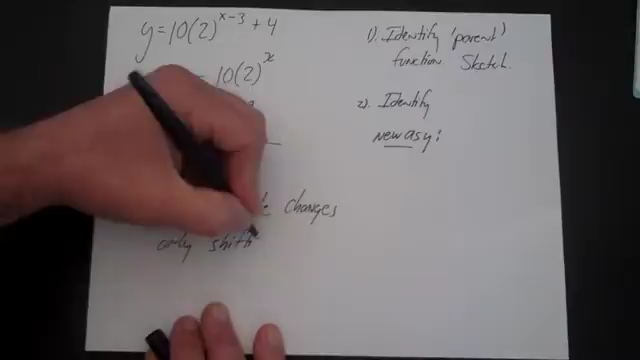 y = 10(2)^{x-3} + 4
= 10(2)^x
changes
only shift
1). Identify 'parent'
function Sketch.
2). Identify
new asy: